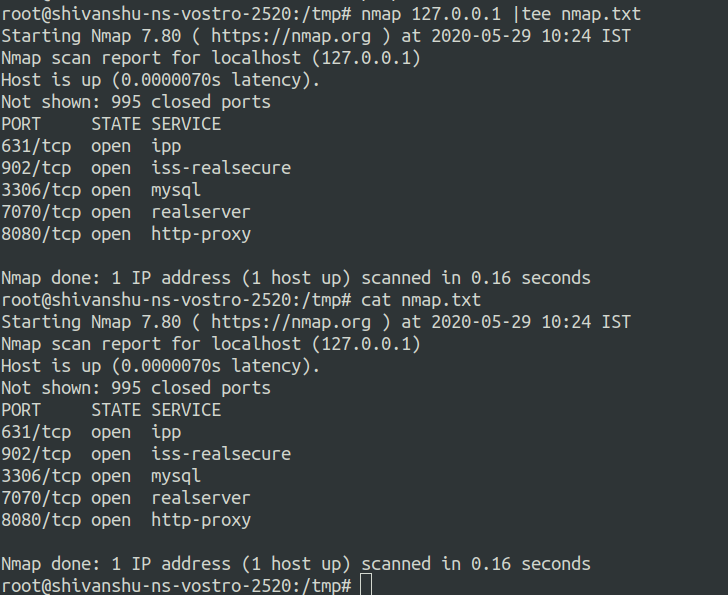 root@shivanshu-ns-vostro-2520:/tmp# nmap 127.0.0.1 |tee nmap.txt
Starting Nmap 7.80 ( https://nmap.org ) at 2020-05-29 10:24 IST
Nmap scan report for localhost (127.0.0.1)
Host is up (0.0000070s latency).
Not shown: 995 closed ports
PORT     STATE SERVICE
631/tcp  open  ipp
902/tcp  open  iss-realsecure
3306/tcp open  mysql
7070/tcp open  realserver
8080/tcp open  http-proxy

Nmap done: 1 IP address (1 host up) scanned in 0.16 seconds
root@shivanshu-ns-vostro-2520:/tmp# cat nmap.txt
Starting Nmap 7.80 ( https://nmap.org ) at 2020-05-29 10:24 IST
Nmap scan report for localhost (127.0.0.1)
Host is up (0.0000070s latency).
Not shown: 995 closed ports
PORT     STATE SERVICE
631/tcp  open  ipp
902/tcp  open  iss-realsecure
3306/tcp open  mysql
7070/tcp open  realserver
8080/tcp open  http-proxy

Nmap done: 1 IP address (1 host up) scanned in 0.16 seconds
root@shivanshu-ns-vostro-2520:/tmp#